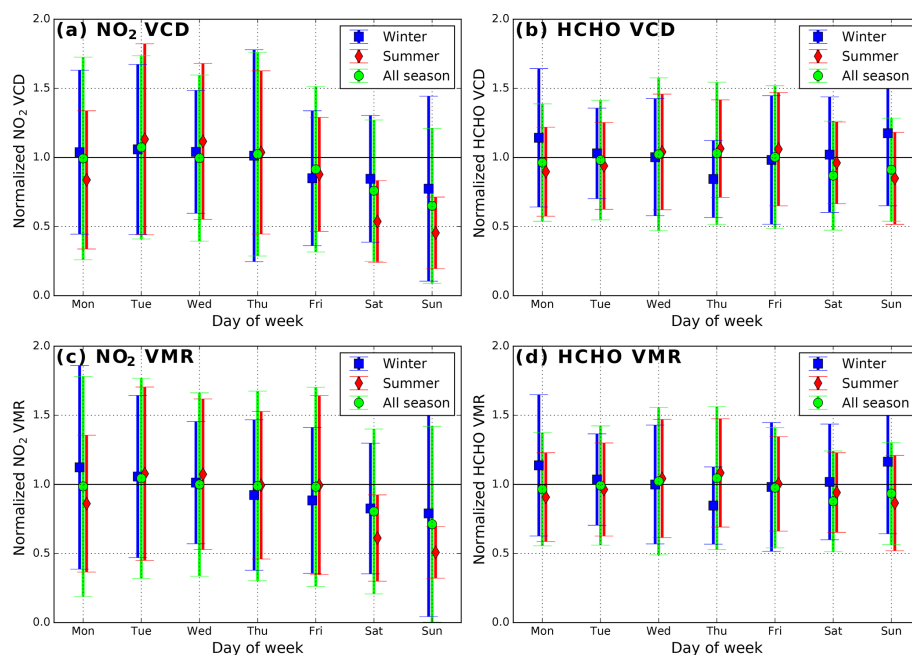 (a) NO₂ VCD
Winter
Summer
All season
Normalized NO₂ VCD
2.0
1.5
1.0
0.5
0.0
Mon Tue Wed Thu Fri Sat Sun
Day of week
(b) HCHO VCD
Winter
Summer
All season
Normalized HCHO VCD
2.0
1.5
1.0
0.5
0.0
Mon Tue Wed Thu Fri Sat Sun
Day of week
(c) NO₂ VMR
Winter
Summer
All season
Normalized NO₂ VMR
2.0
1.5
1.0
0.5
0.0
Mon Tue Wed Thu Fri Sat Sun
Day of week
(d) HCHO VMR
Winter
Summer
All season
Normalized HCHO VMR
2.0
1.5
1.0
0.5
0.0
Mon Tue Wed Thu Fri Sat Sun
Day of week